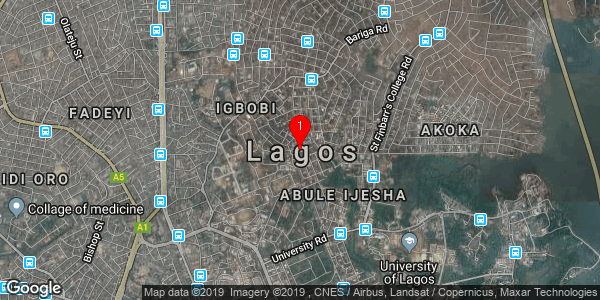 Olateju St
Bariga Rd
St Finbarr's College Rd
IGBOBI
FADEYI
1
AKOKA
Lagos
IDI ORO
A5
ABULE IJESHA
Collage of medicine
A1
Bishop St
University Rd
University
of Lagos
Google
Map data ©2019 Imagery ©2019 , CNES / Airbus, Landsat / Copernicus, Maxar Technologies